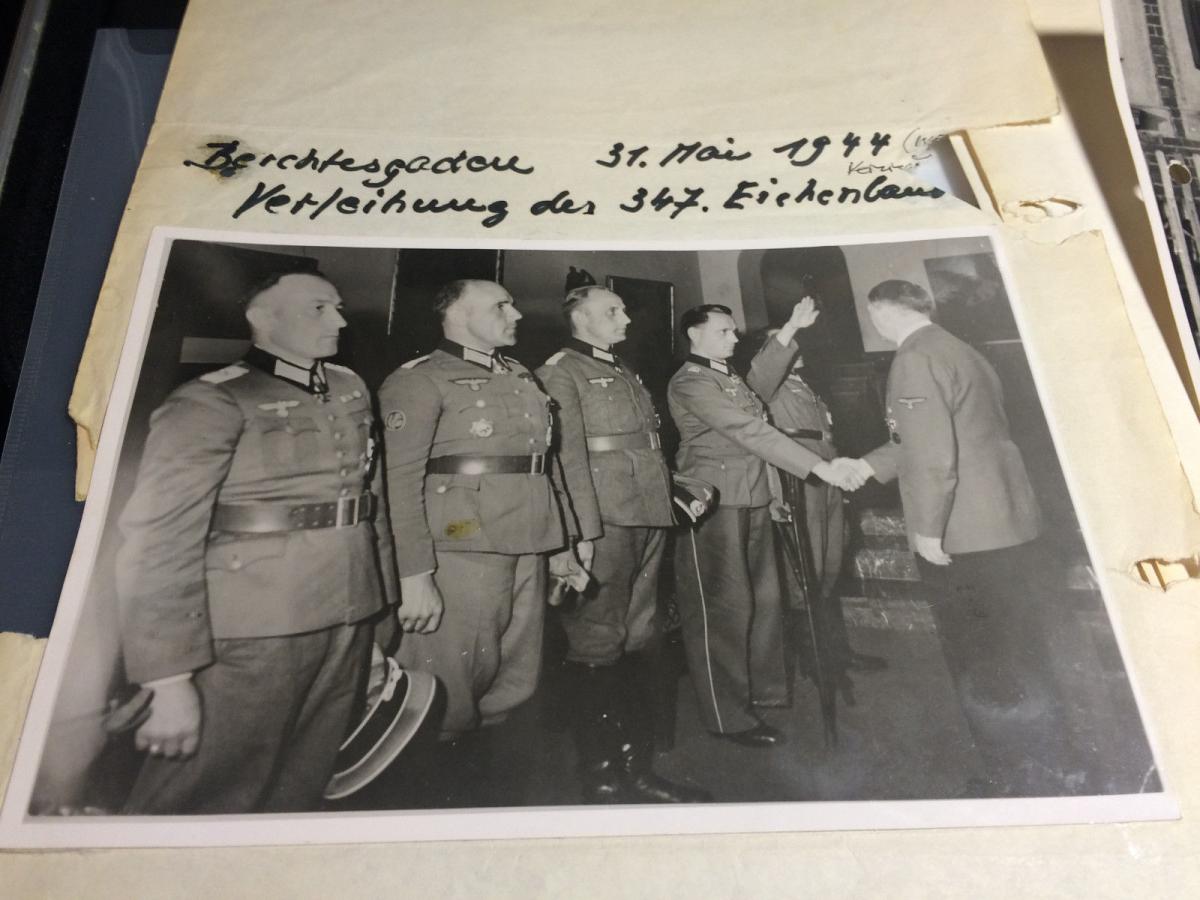 Berchtesgaden 31. Mai 1944
Verleihung des 347. Eichenlaub